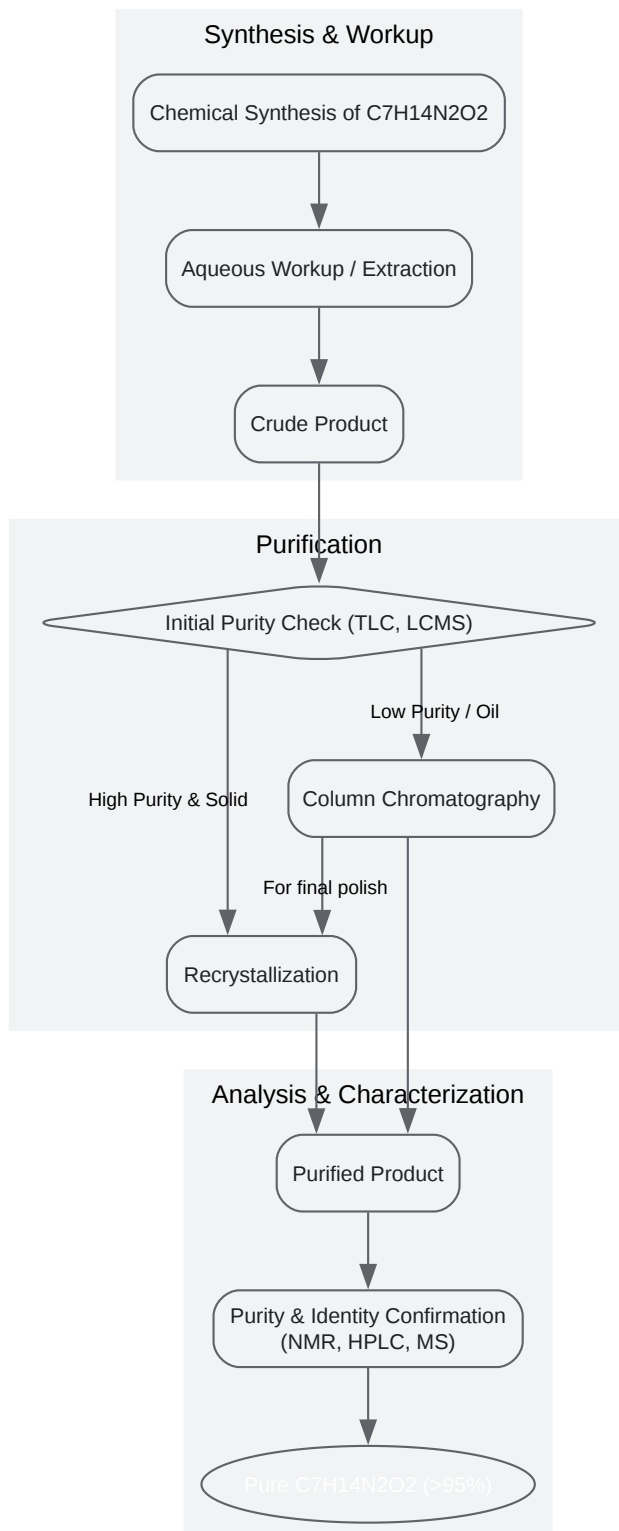 Synthesis & Workup
Chemical Synthesis of C7H14N2O2
Aqueous Workup / Extraction
Crude Product
Purification
Initial Purity Check (TLC, LCMS)
Low Purity / Oil
High Purity & Solid
Column Chromatography
For final polish
Recrystallization
Analysis & Characterization
Purified Product
Purity & Identity Confirmation
(NMR, HPLC, MS)
Pure C7H14N2O2 (>95%)